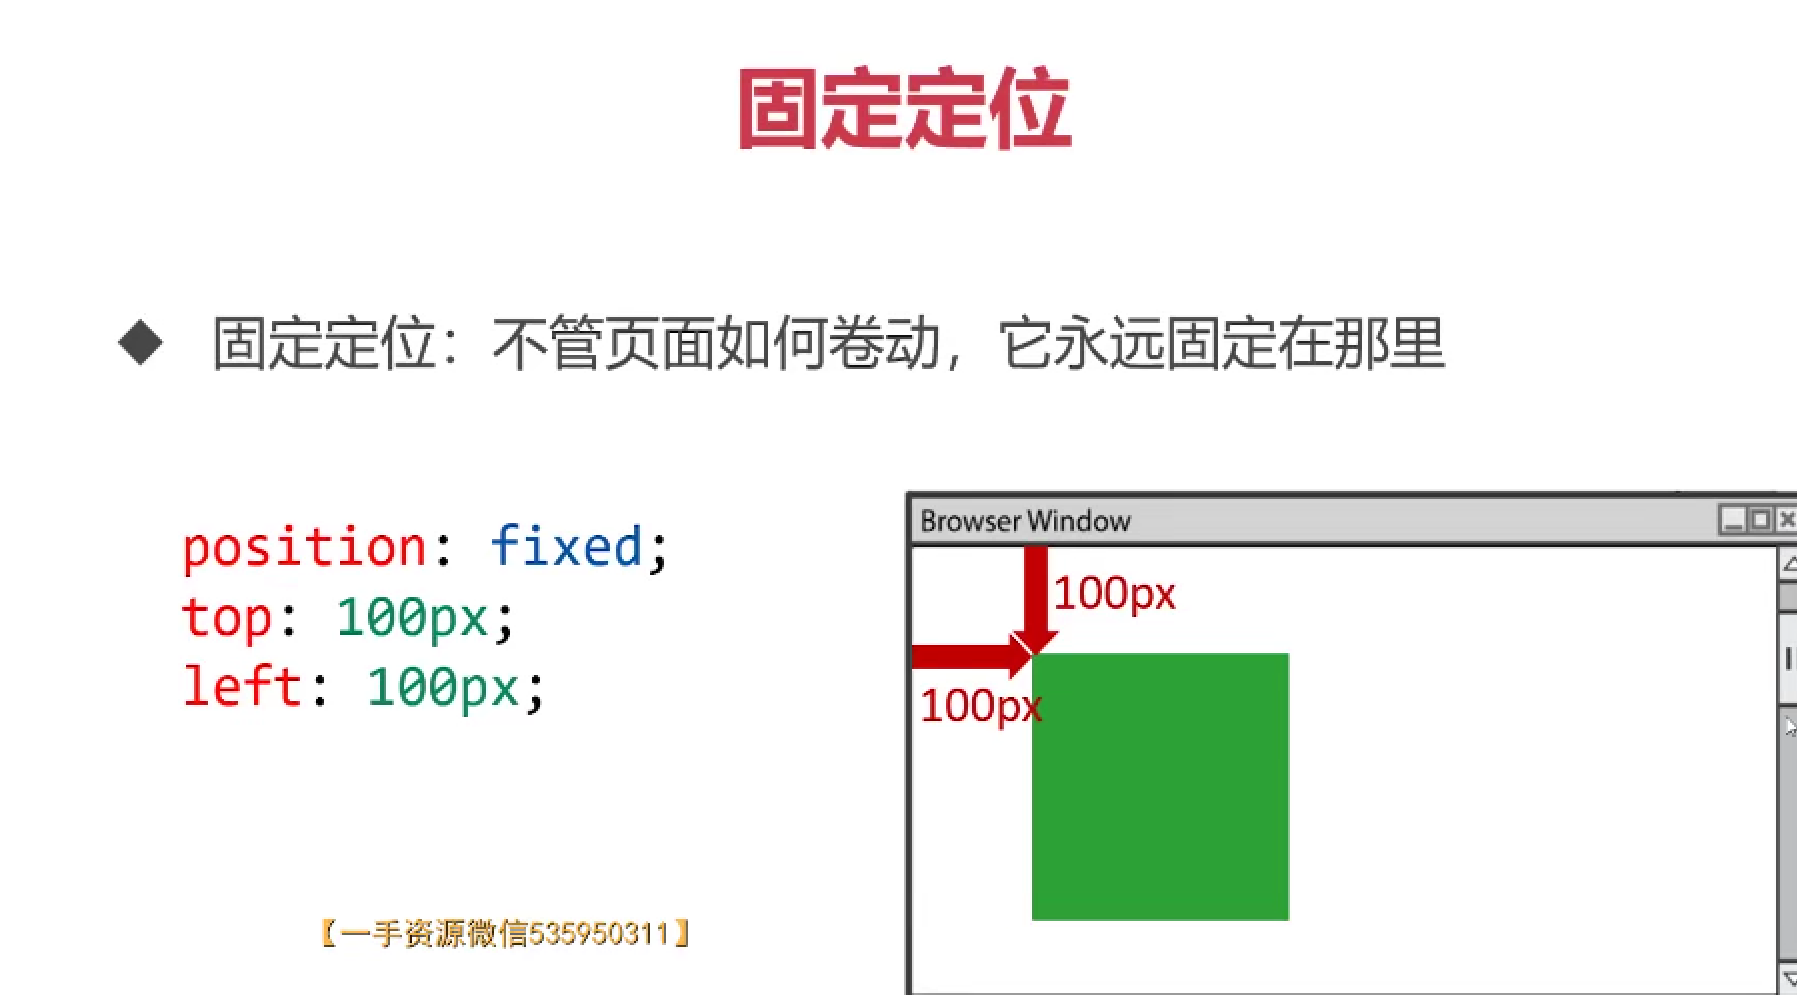 固定定位
◆ 固定定位：不管页面如何卷动，它永远固定在那里
position: fixed;
top: 100px;
left: 100px;
Browser Window
100px
100px
【一手资源微信535950311】